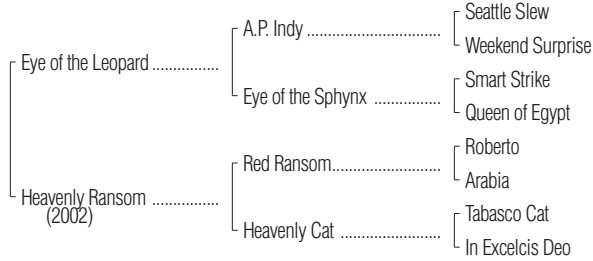 Seattle Slew
A.P. Indy ................................
Weekend Surprise
Eye of the Leopard ................
Smart Strike
Eye of the Sphynx ................
Queen of Egypt
Roberto
Red Ransom..........................
Arabia
Heavenly Ransom ................
(2002)
Tabasco Cat
Heavenly Cat ........................
In Excelcis Deo